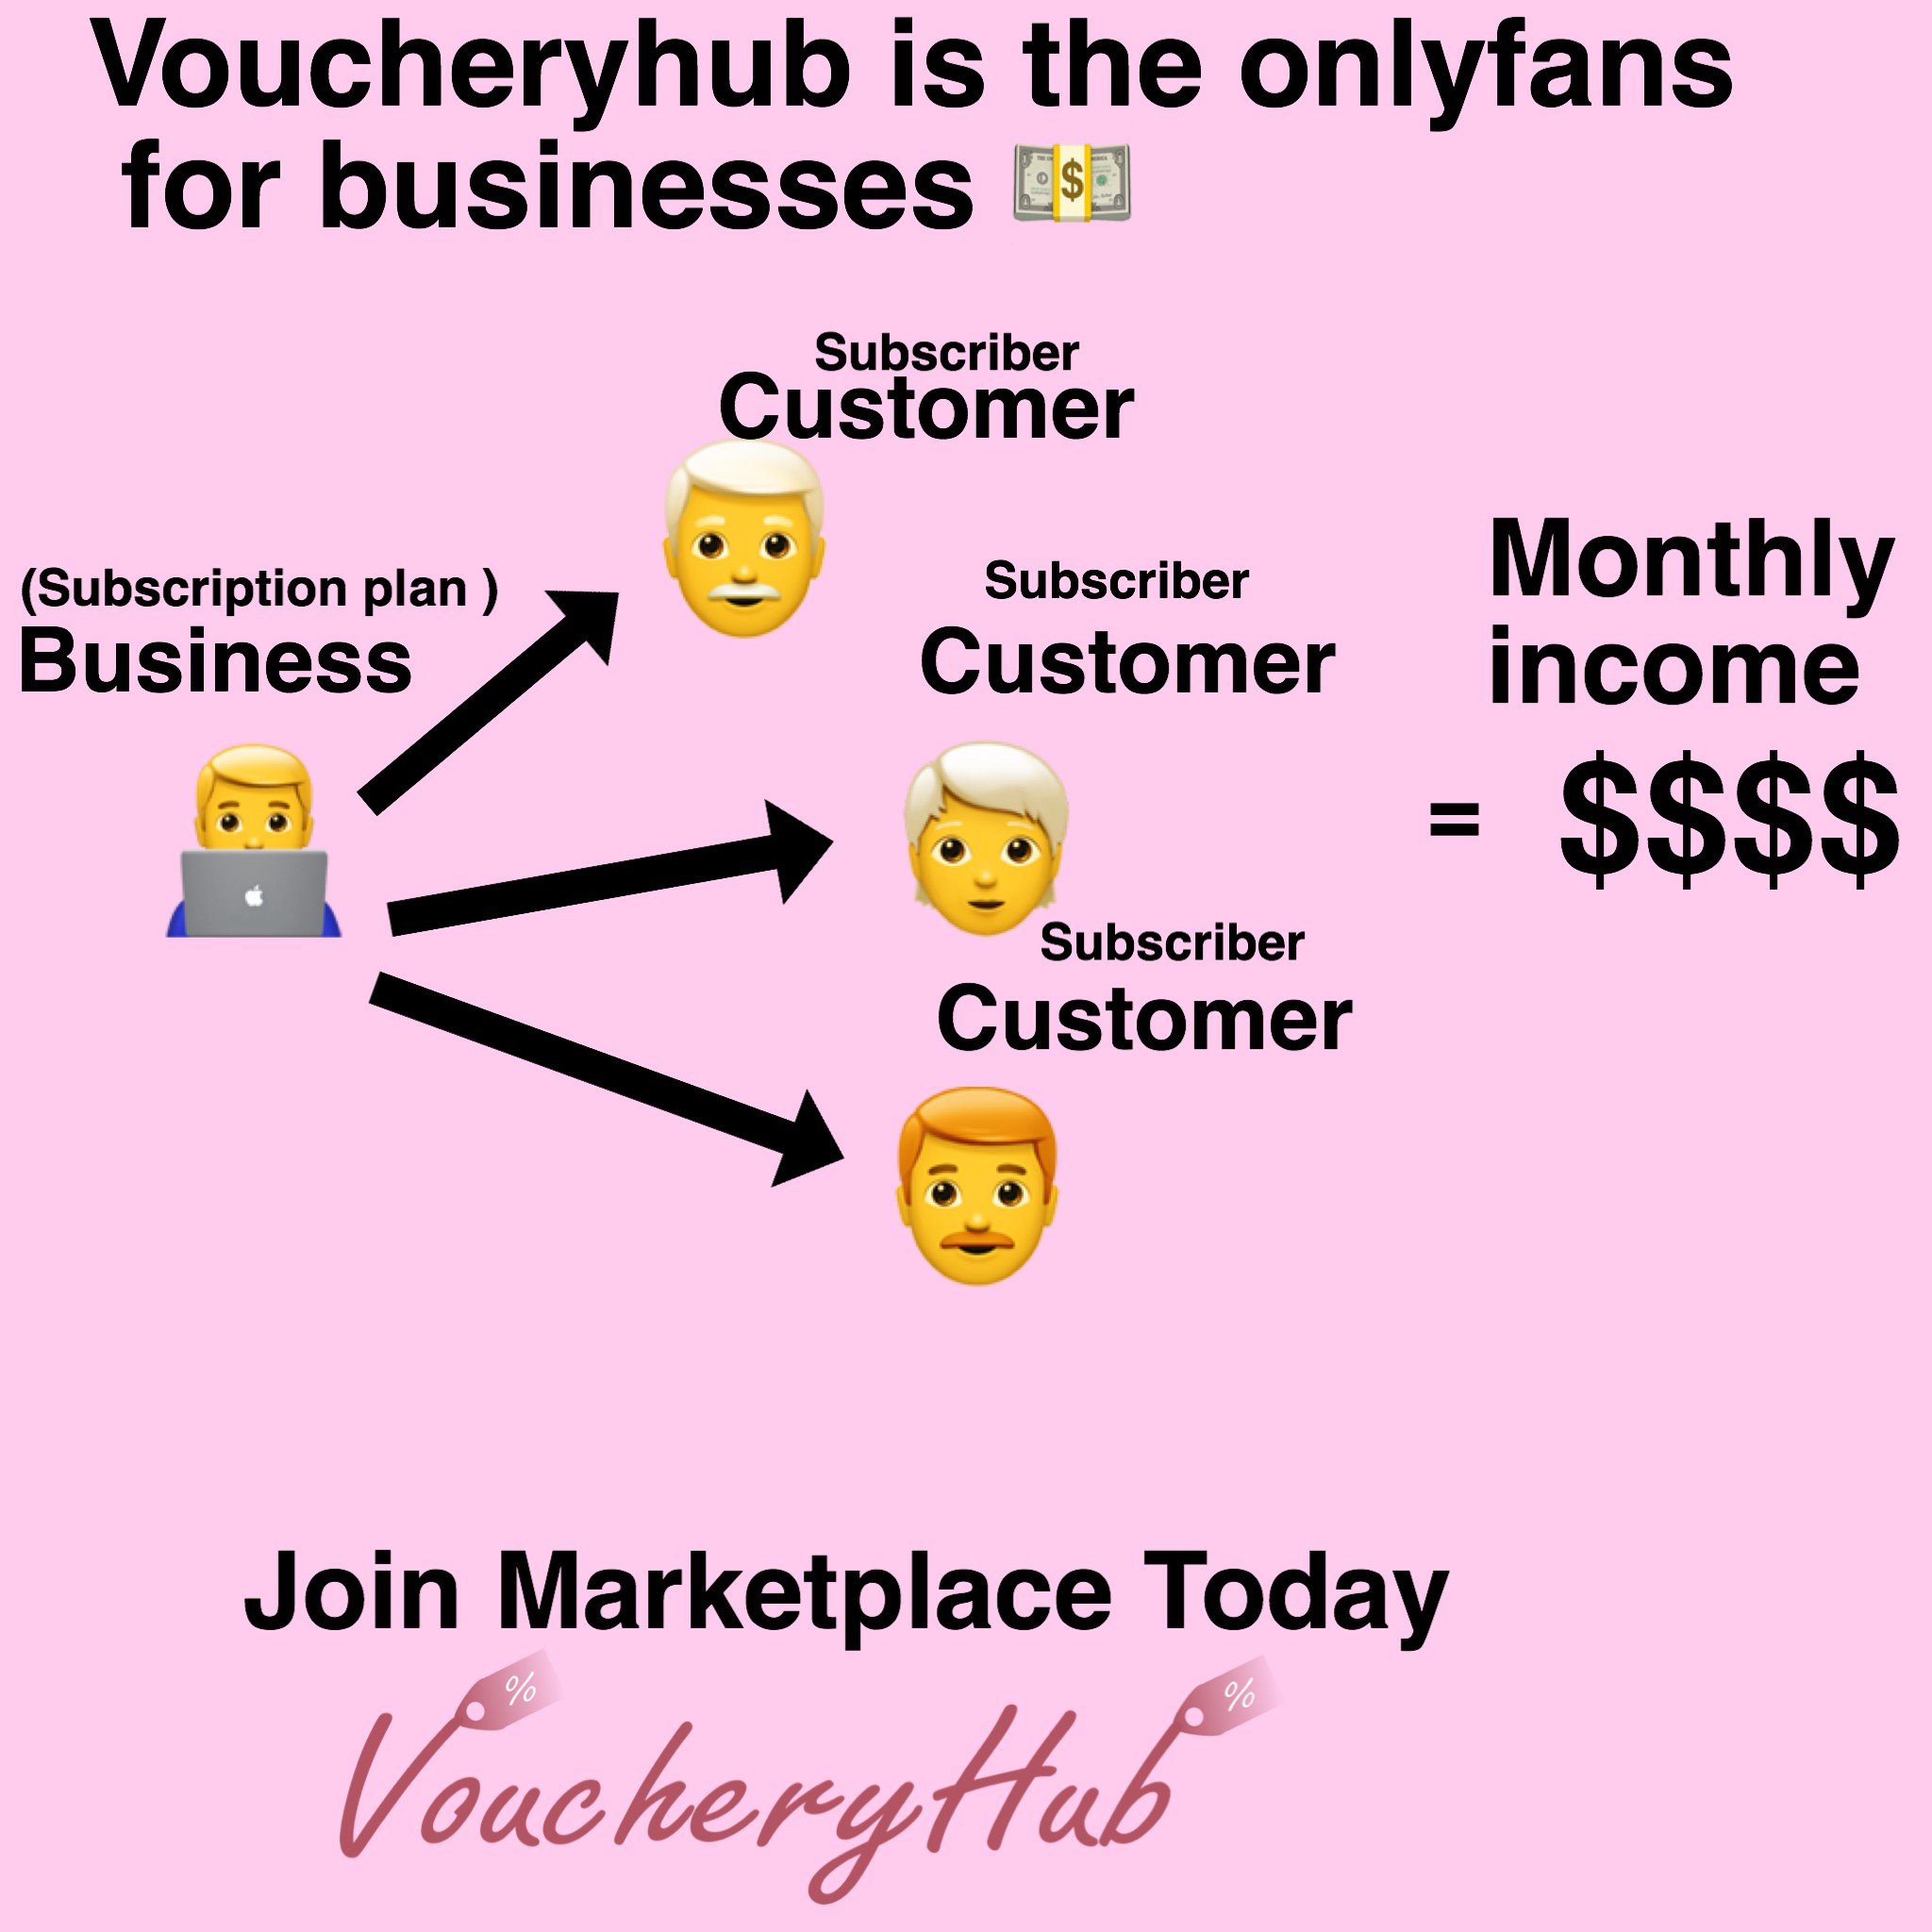 Voucheryhub is the onlyfans
for businesses
Subscriber
Customer
(Subscription plan )
Business
Subscriber
Customer
Monthly
income
= $$$$
Subscriber
Customer
Join Marketplace Today
% %
VoucheryHub